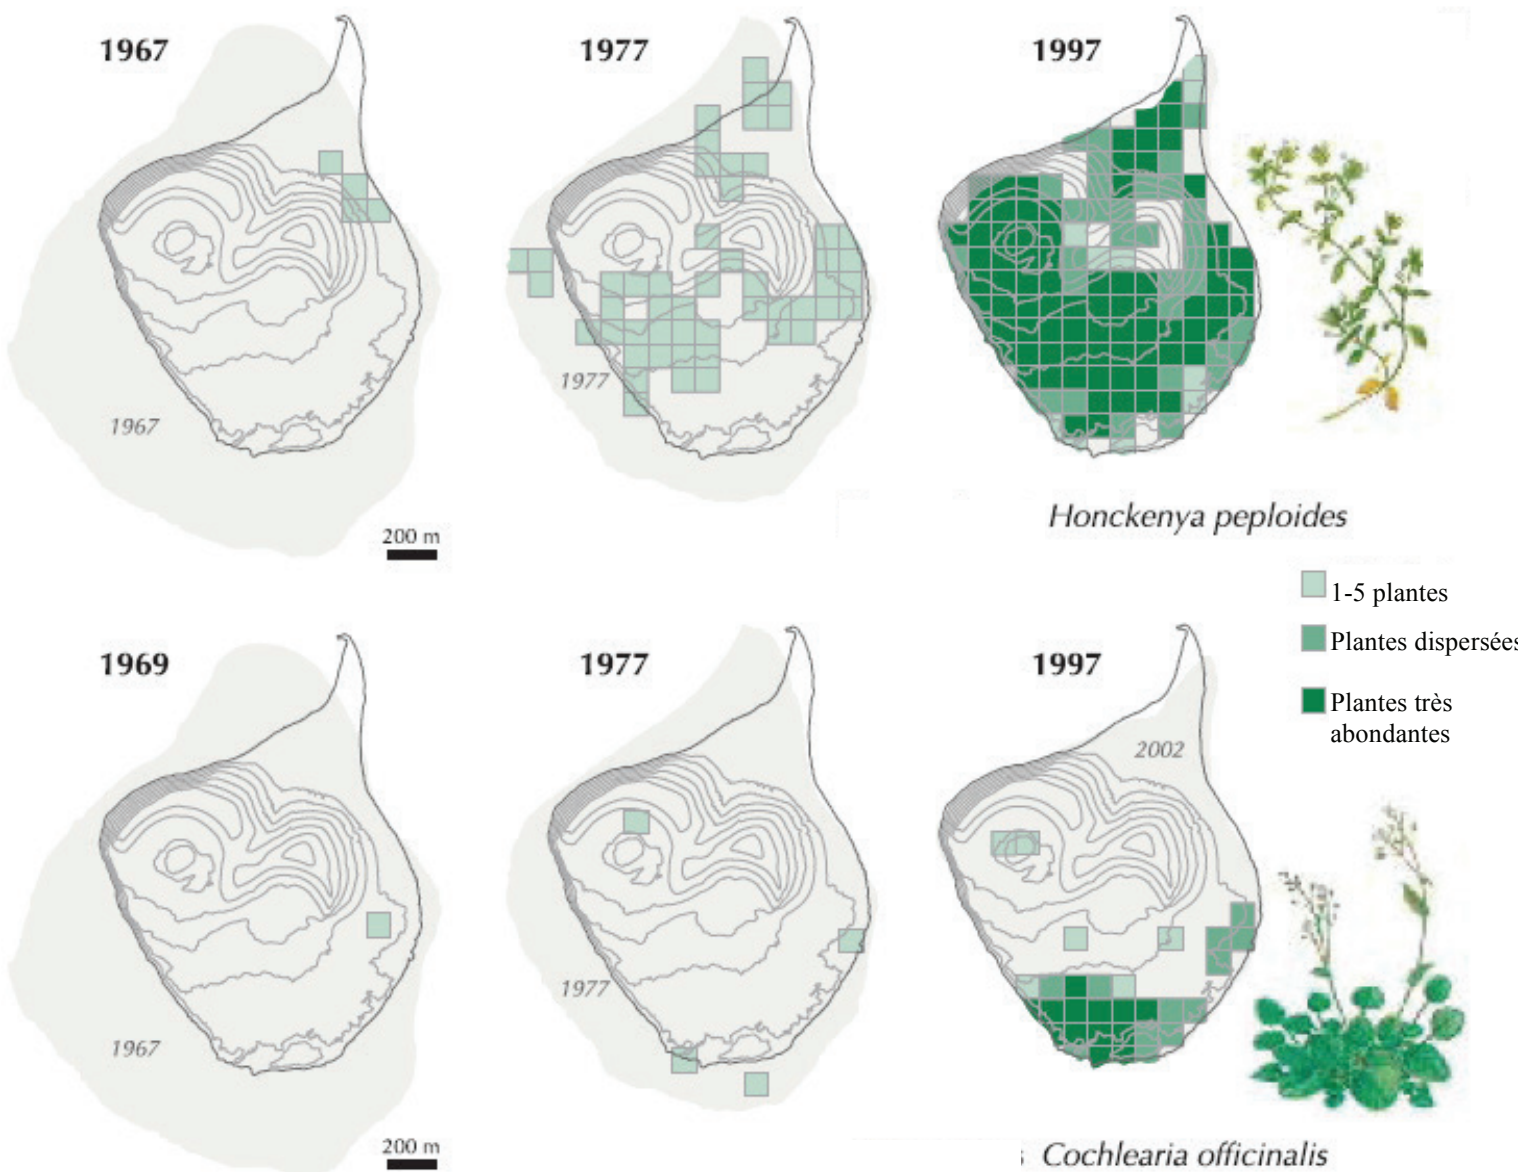 1967
1977
1997
1967
1977
200 m
Honckenya peploides
1-5 plantes
Plantes dispersées
Plantes très
abondantes
1969
1977
1997
2002
1977
1967
200 m
Cochlearia officinalis